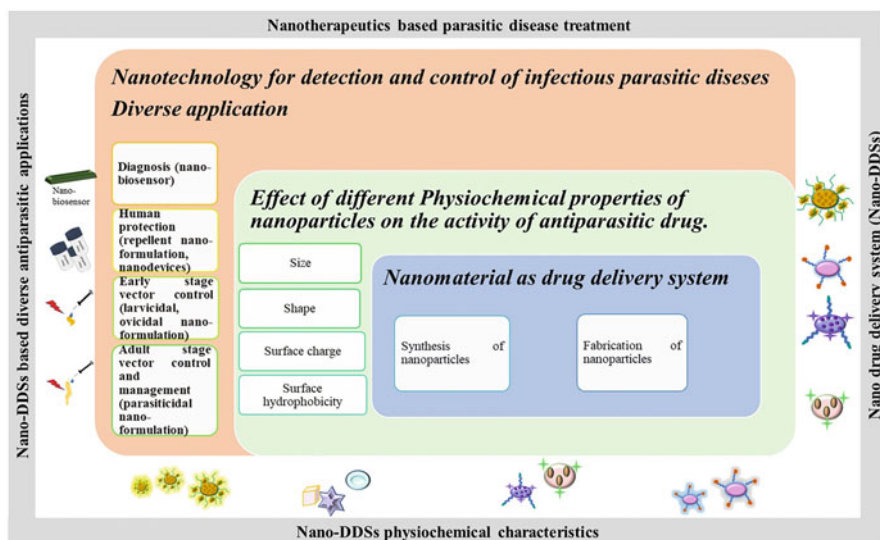 Nanotherapeutics based parasitic disease treatment
Nano-DDSs based diverse antiparasitic applications
Nanotechnology for detection and control of infectious parasitic diseses
Diverse application
Nano-
biosensor
Diagnosis (nano-
biosensor)
Human
protection
(repellent nano-
formulation,
nanodevices)
Early stage
vector control
(larvicidal,
ovicidal nano-
formulation)
Adult stage
vector control
and
management
(parasiticidal
nano-
formulation)
Effect of different Physiochemical properties of
nanoparticles on the activity of antiparasitic drug.
Size
Shape
Surface charge
Surface
hydrophobicity
Nanomaterial as drug delivery system
Synthesis of
nanoparticles
Fabrication of
nanoparticles
Nano drug delivery system (Nano-DDSs)
Nano-DDSs physiochemical characteristics